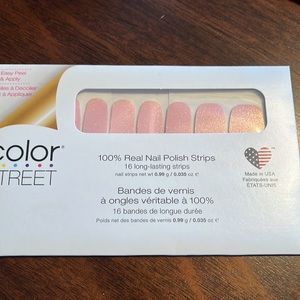 Easy Peel
& Apply
à Décoller
à Appliquer
color
TREET
100% Real Nail Polish Strips
16 long-lasting strips
nail strips net wt 0.99 g / 0.035 oz ℮
Made in USA
Fabriquées aux
ÉTATS-UNIS
Bandes de vernis
à ongles véritable à 100%
16 bandes de longue durée
Poids net des bandes de vernis 0.99 g / 0.035 oz ℮